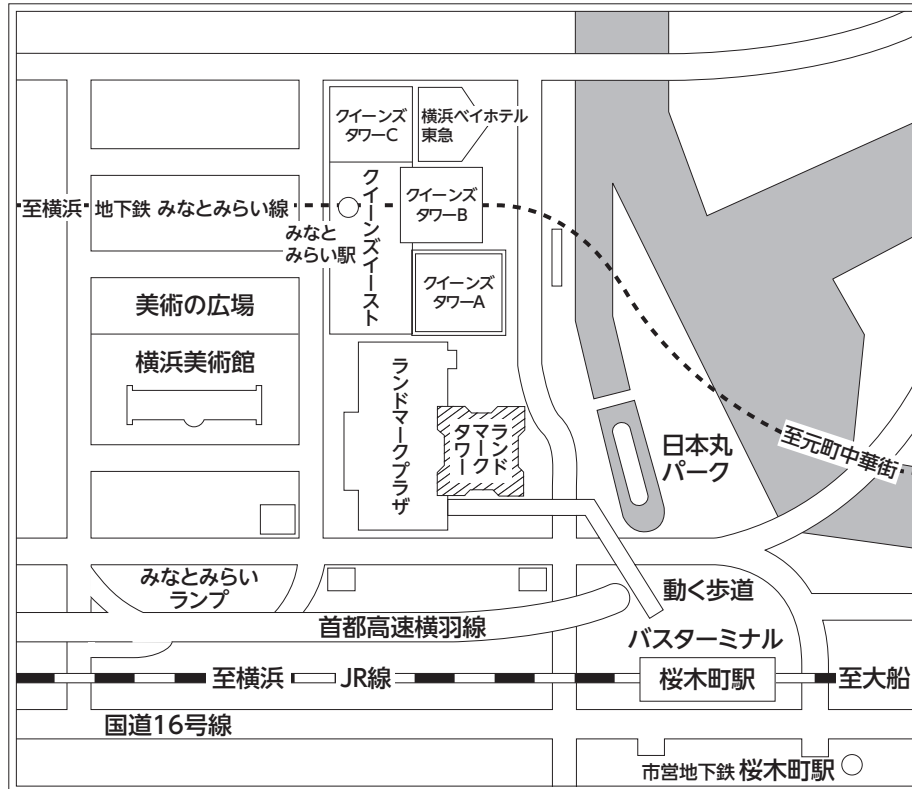 クイーンズ
タワーC
横浜ベイホテル
東急
至横浜
地下鉄 みなとみらい線
みなと
みらい駅
クイーンズイースト
クイーンズ
タワーB
クイーンズ
タワーA
美術の広場
横浜美術館
ランドマークプラザ
ランド
マーク
タワー
日本丸
パーク
至元町中華街
みなとみらい
ランプ
動く歩道
首都高速横羽線
バスターミナル
至横浜
JR線
桜木町駅
至大船
国道16号線
市営地下鉄 桜木町駅